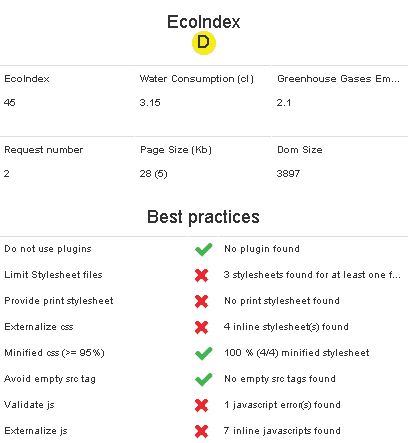 EcoIndex
D
EcoIndex Water Consumption (cl) Greenhouse Gases Em...
45 3.15 2.1
Request number Page Size (Kb) Dom Size
2 28 (5) 3897
Best practices
Do not use plugins No plugin found
Limit Stylesheet files 3 stylesheets found for at least one f...
Provide print stylesheet No print stylesheet found
Externalize css 4 inline stylesheet(s) found
Minified css (>= 95%) 100 % (4/4) minified stylesheet
Avoid empty src tag No empty src tags found
Validate js 1 javascript error(s) found
Externalize js 7 inline javascripts found